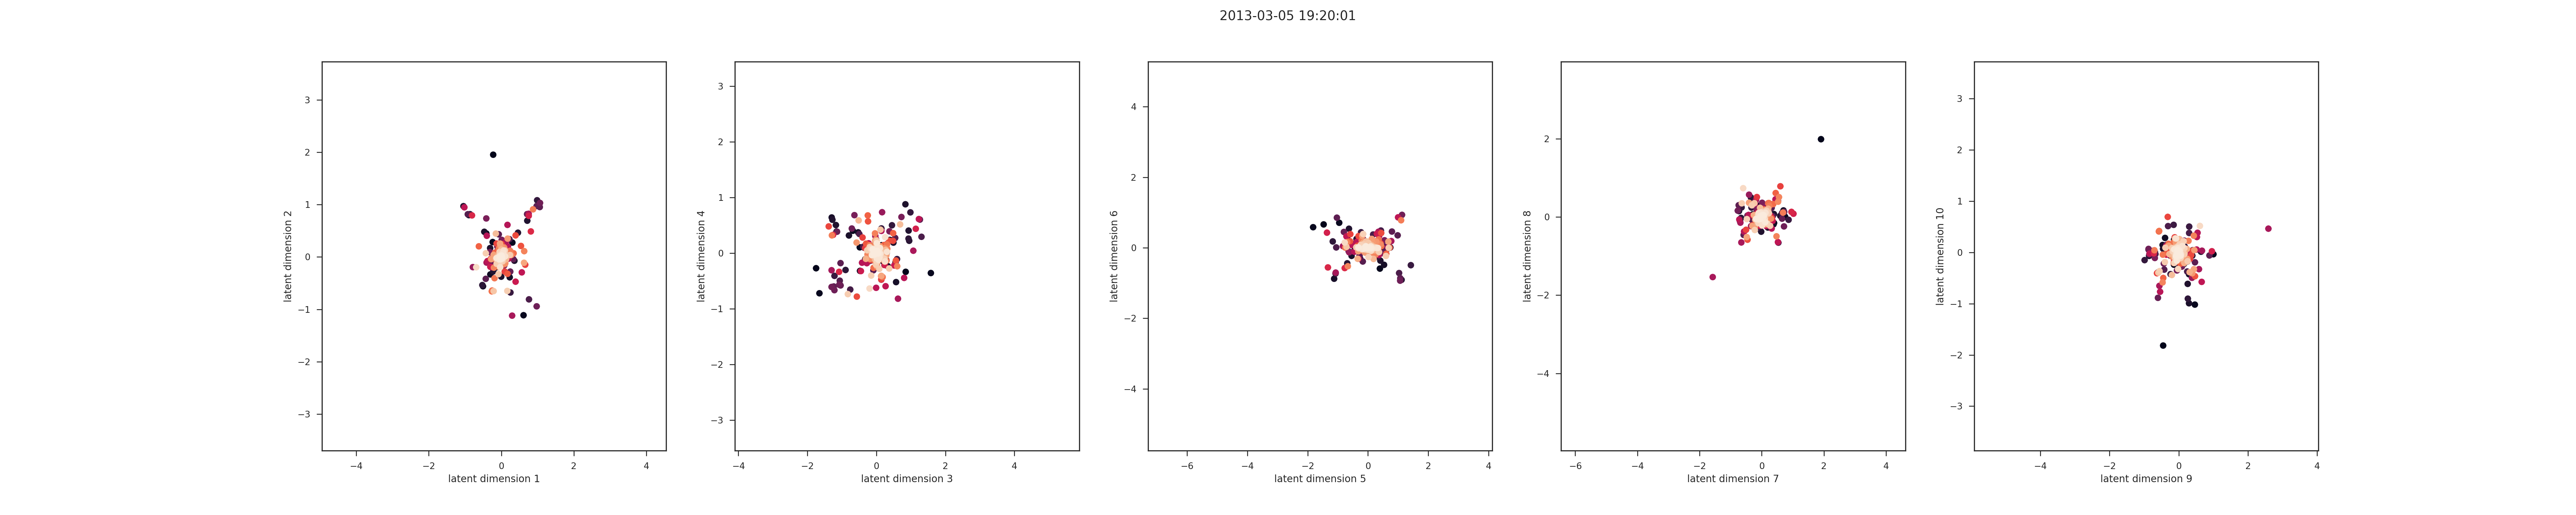 2013-03-05 19:20:01
3
2
1
0
−1
−2
−3
latent dimension 2
−4 −2 0 2 4
latent dimension 1
3
2
1
0
−1
−2
−3
latent dimension 4
−4 −2 0 2 4
latent dimension 3
4
2
0
−2
−4
latent dimension 6
−6 −4 −2 0 2 4
latent dimension 5
2
0
−2
−4
latent dimension 8
−6 −4 −2 0 2 4
latent dimension 7
3
2
1
0
−1
−2
−3
latent dimension 10
−4 −2 0 2 4
latent dimension 9